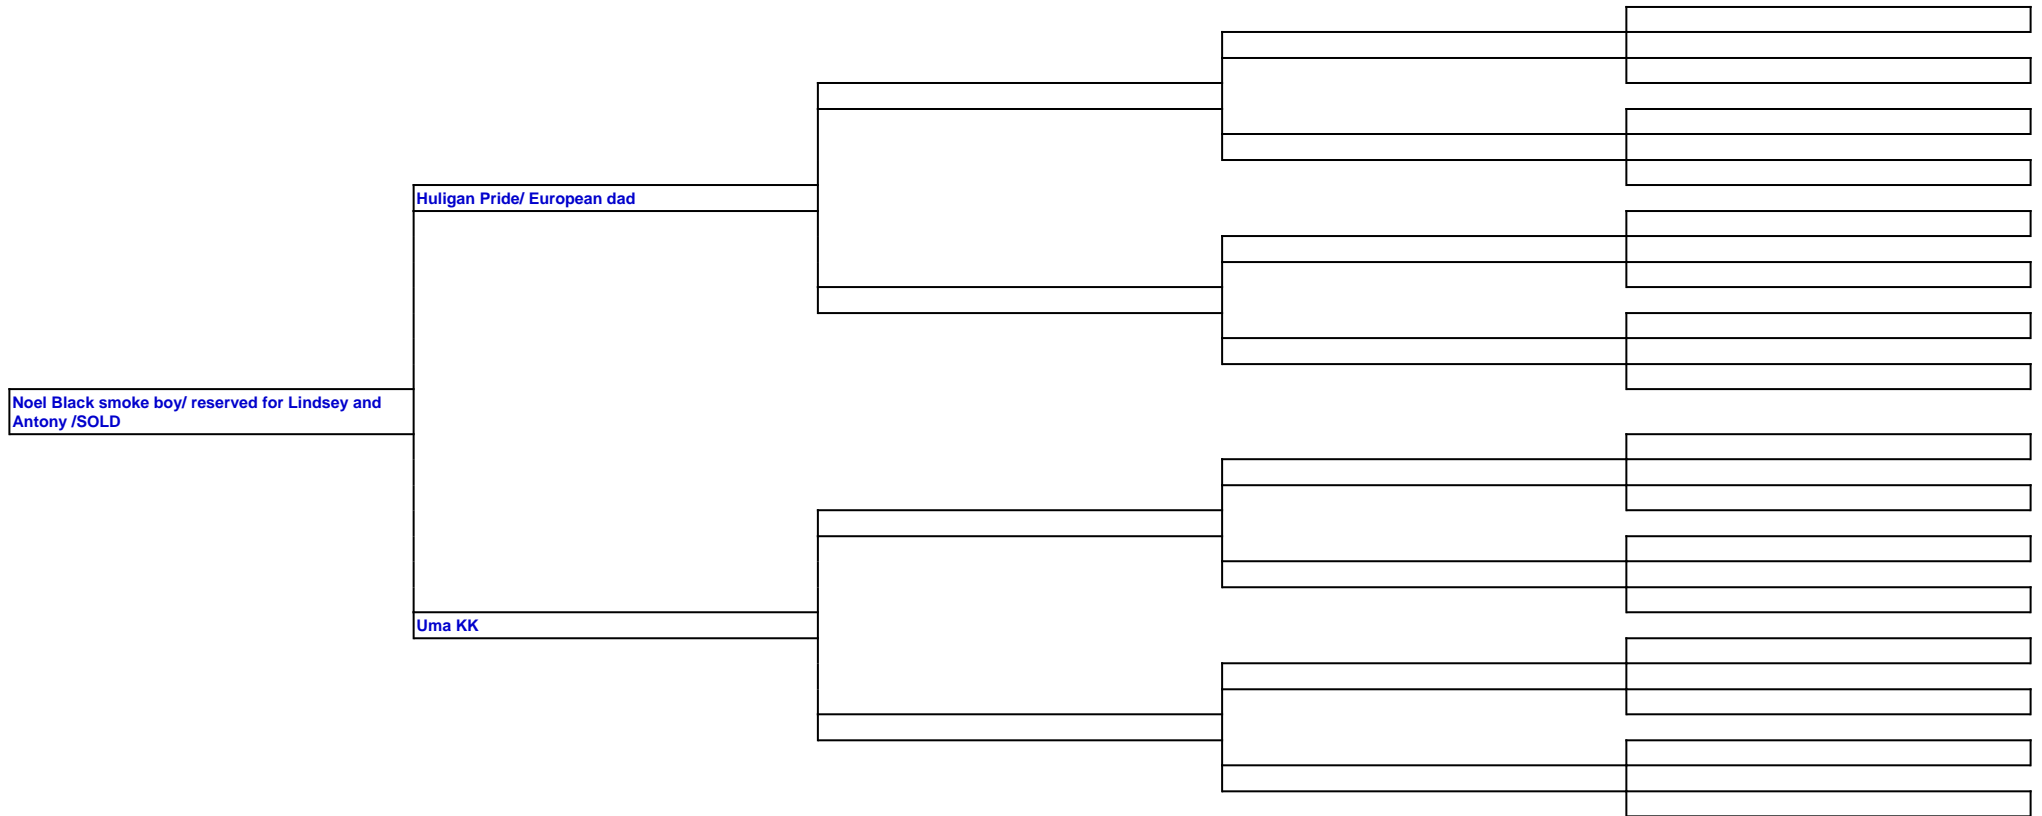 Huligan Pride/ European dad
Noel Black smoke boy/ reserved for Lindsey and
Antony /SOLD
Uma KK